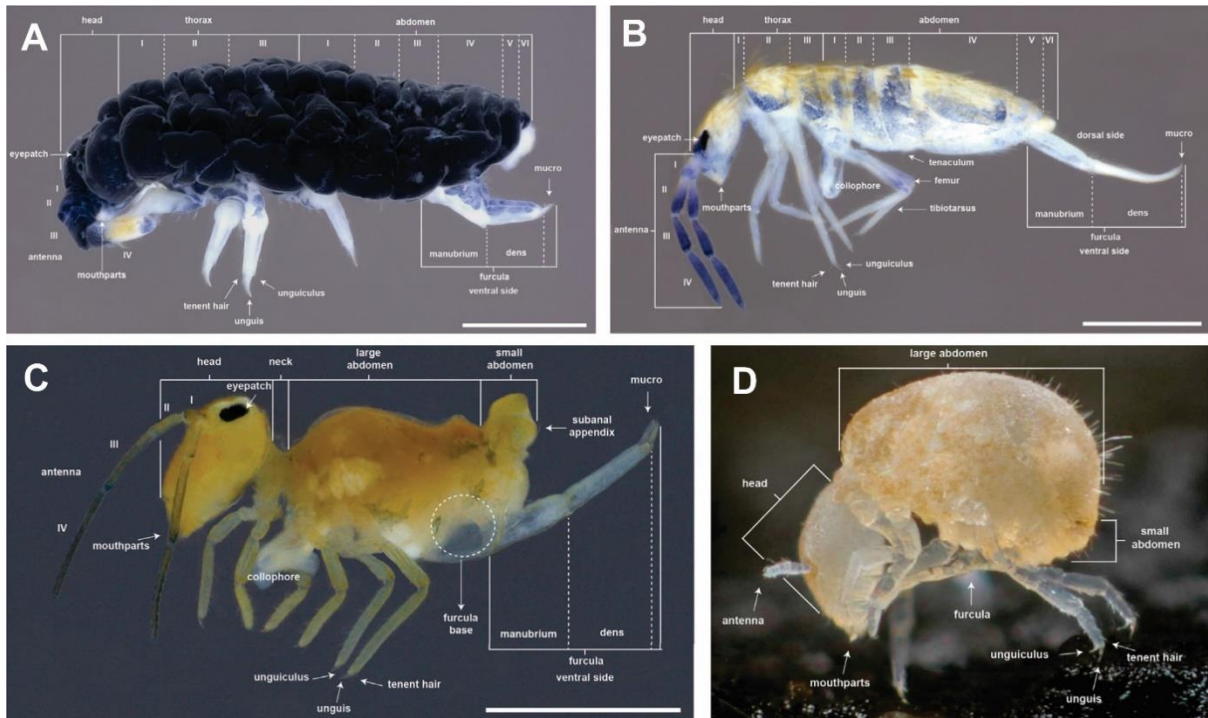 A
head
thorax
abdomen
I
II
III
I
II
III
IV
V
VI
eyepatch
I
II
III
IV
antenna
mouthparts
tenent hair
unguis
unguiculus
mucro
manubrium
dens
furcula
ventral side
B
head
thorax
abdomen
I
II
III
I
II
III
IV
V
VI
eyepatch
I
II
III
IV
antenna
mouthparts
collophore
tenaculum
femur
tibiotarsus
unguiculus
tenent hair
unguis
dorsal side
mucro
manubrium
dens
furcula
ventral side
C
head
neck
large
abdomen
small
abdomen
eyepatch
I
II
III
IV
antenna
mouthparts
collophore
mucro
subanal
appendix
furcula
base
manubrium
dens
furcula
ventral side
unguiculus
tenent hair
unguis
D
large abdomen
head
small
abdomen
antenna
furcula
mouthparts
unguiculus
tenent hair
unguis